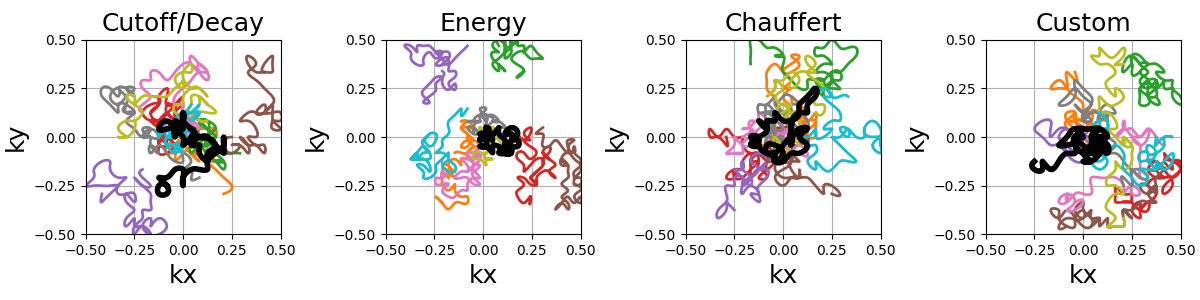 Cutoff/Decay Energy Chauffert Custom
0.50 0.50 0.50 0.50
0.25 0.25 0.25 0.25
ky 0.00 ky 0.00 ky 0.00 ky 0.00
−0.25 −0.25 −0.25 −0.25
−0.50 −0.50 −0.50 −0.50
−0.50 −0.25 0.00 0.25 0.50 −0.50 −0.25 0.00 0.25 0.50 −0.50 −0.25 0.00 0.25 0.50 −0.50 −0.25 0.00 0.25 0.50
kx kx kx kx